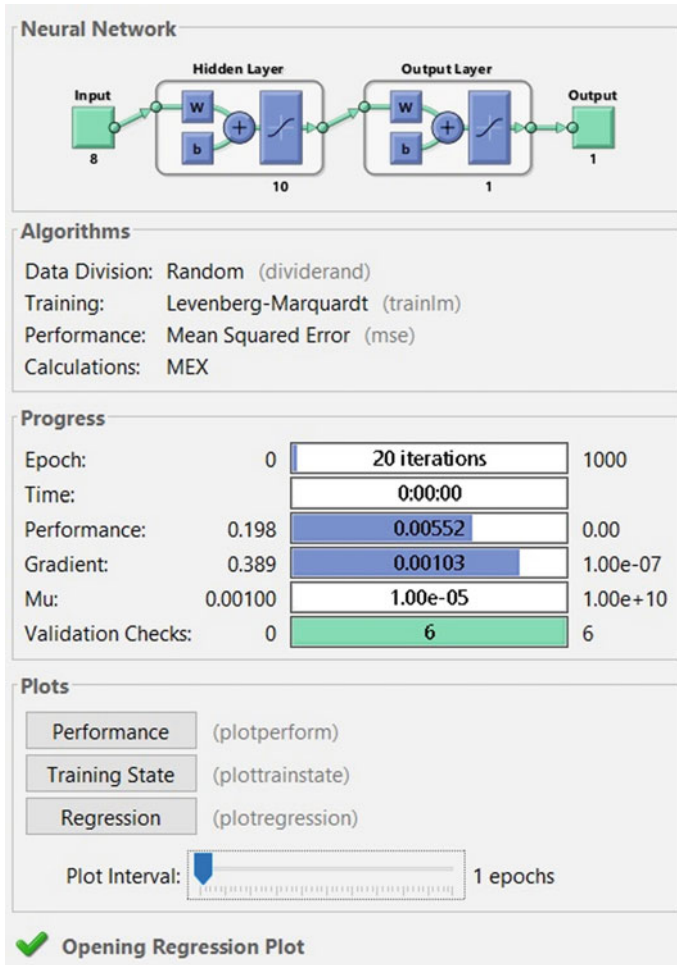 Neural Network
Hidden Layer Output Layer
Input Output
W W
+ +
b b
8 10 1 1
Algorithms
Data Division: Random (dividerand)
Training: Levenberg-Marquardt (trainlm)
Performance: Mean Squared Error (mse)
Calculations: MEX
Progress
Epoch: 0 20 iterations 1000
Time: 0:00:00
Performance: 0.198 0.00552 0.00
Gradient: 0.389 0.00103 1.00e-07
Mu: 0.00100 1.00e-05 1.00e+10
Validation Checks: 0 6 6
Plots
Performance (plotperform)
Training State (plottrainstate)
Regression (plotregression)
Plot Interval: 1 epochs
Opening Regression Plot